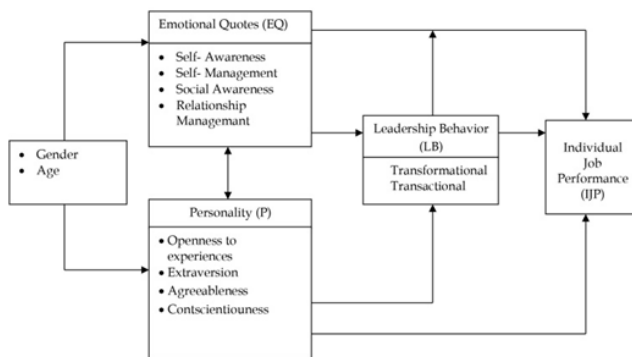 Emotional Quotes (EQ)
• Self- Awareness
• Self- Management
• Social Awareness
• Relationship
Managemant
• Gender
• Age
Leadership Behavior
(LB)
Transformational
Transactional
Individual
Job
Performance
(IJP)
Personality (P)
• Openness to
experiences
• Extraversion
• Agreeableness
• Contscientiouness